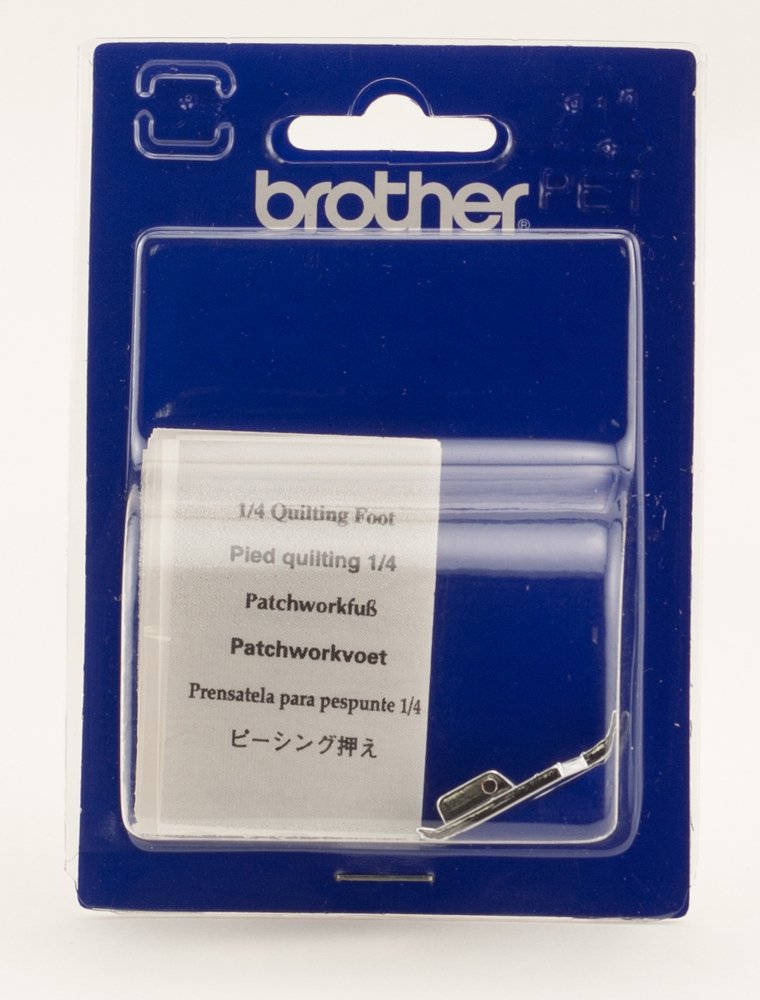 PET
brother®
1/4 Quilting Foot
Pied quilting 1/4
Patchworkfuß
Patchworkvoet
Prensatela para pespunte 1/4
ピーシング押え